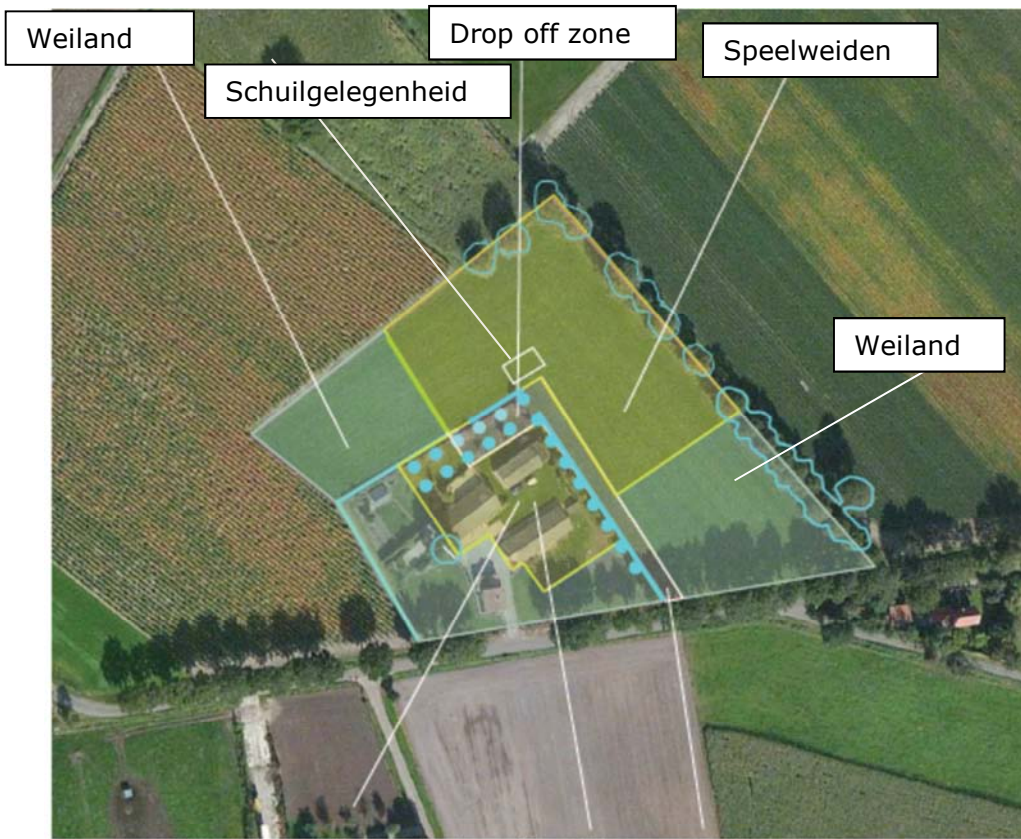 Weiland
Drop off zone
Speelweiden
Schuilgelegenheid
Weiland